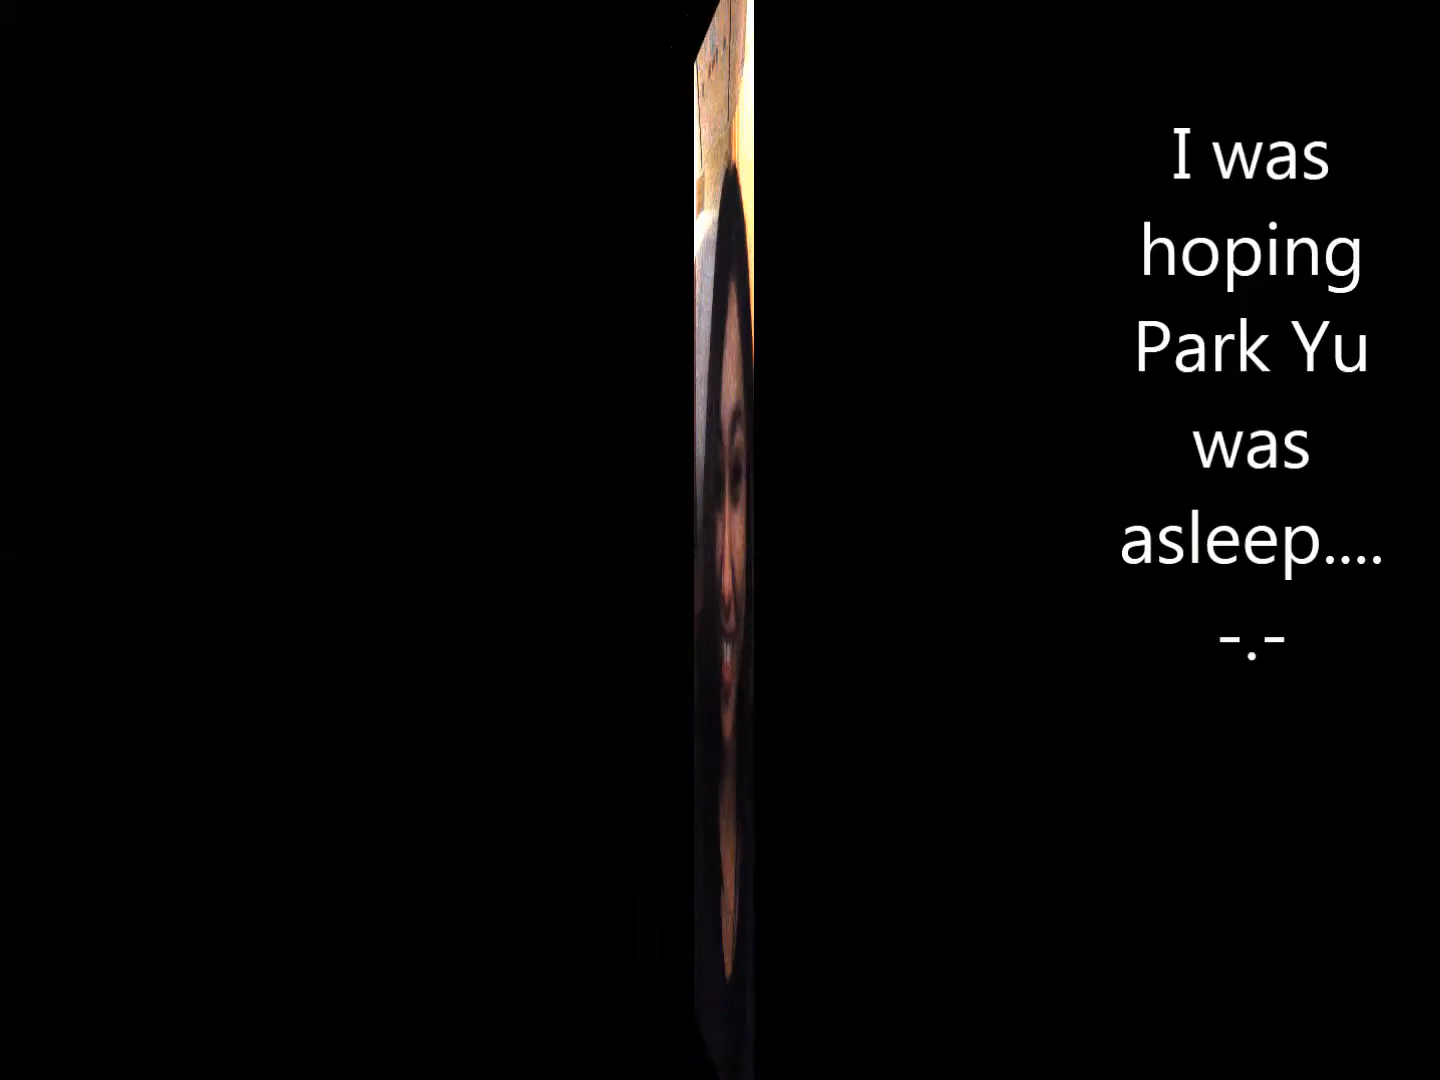 I was
hoping
Park Yu
was
asleep....
-.-